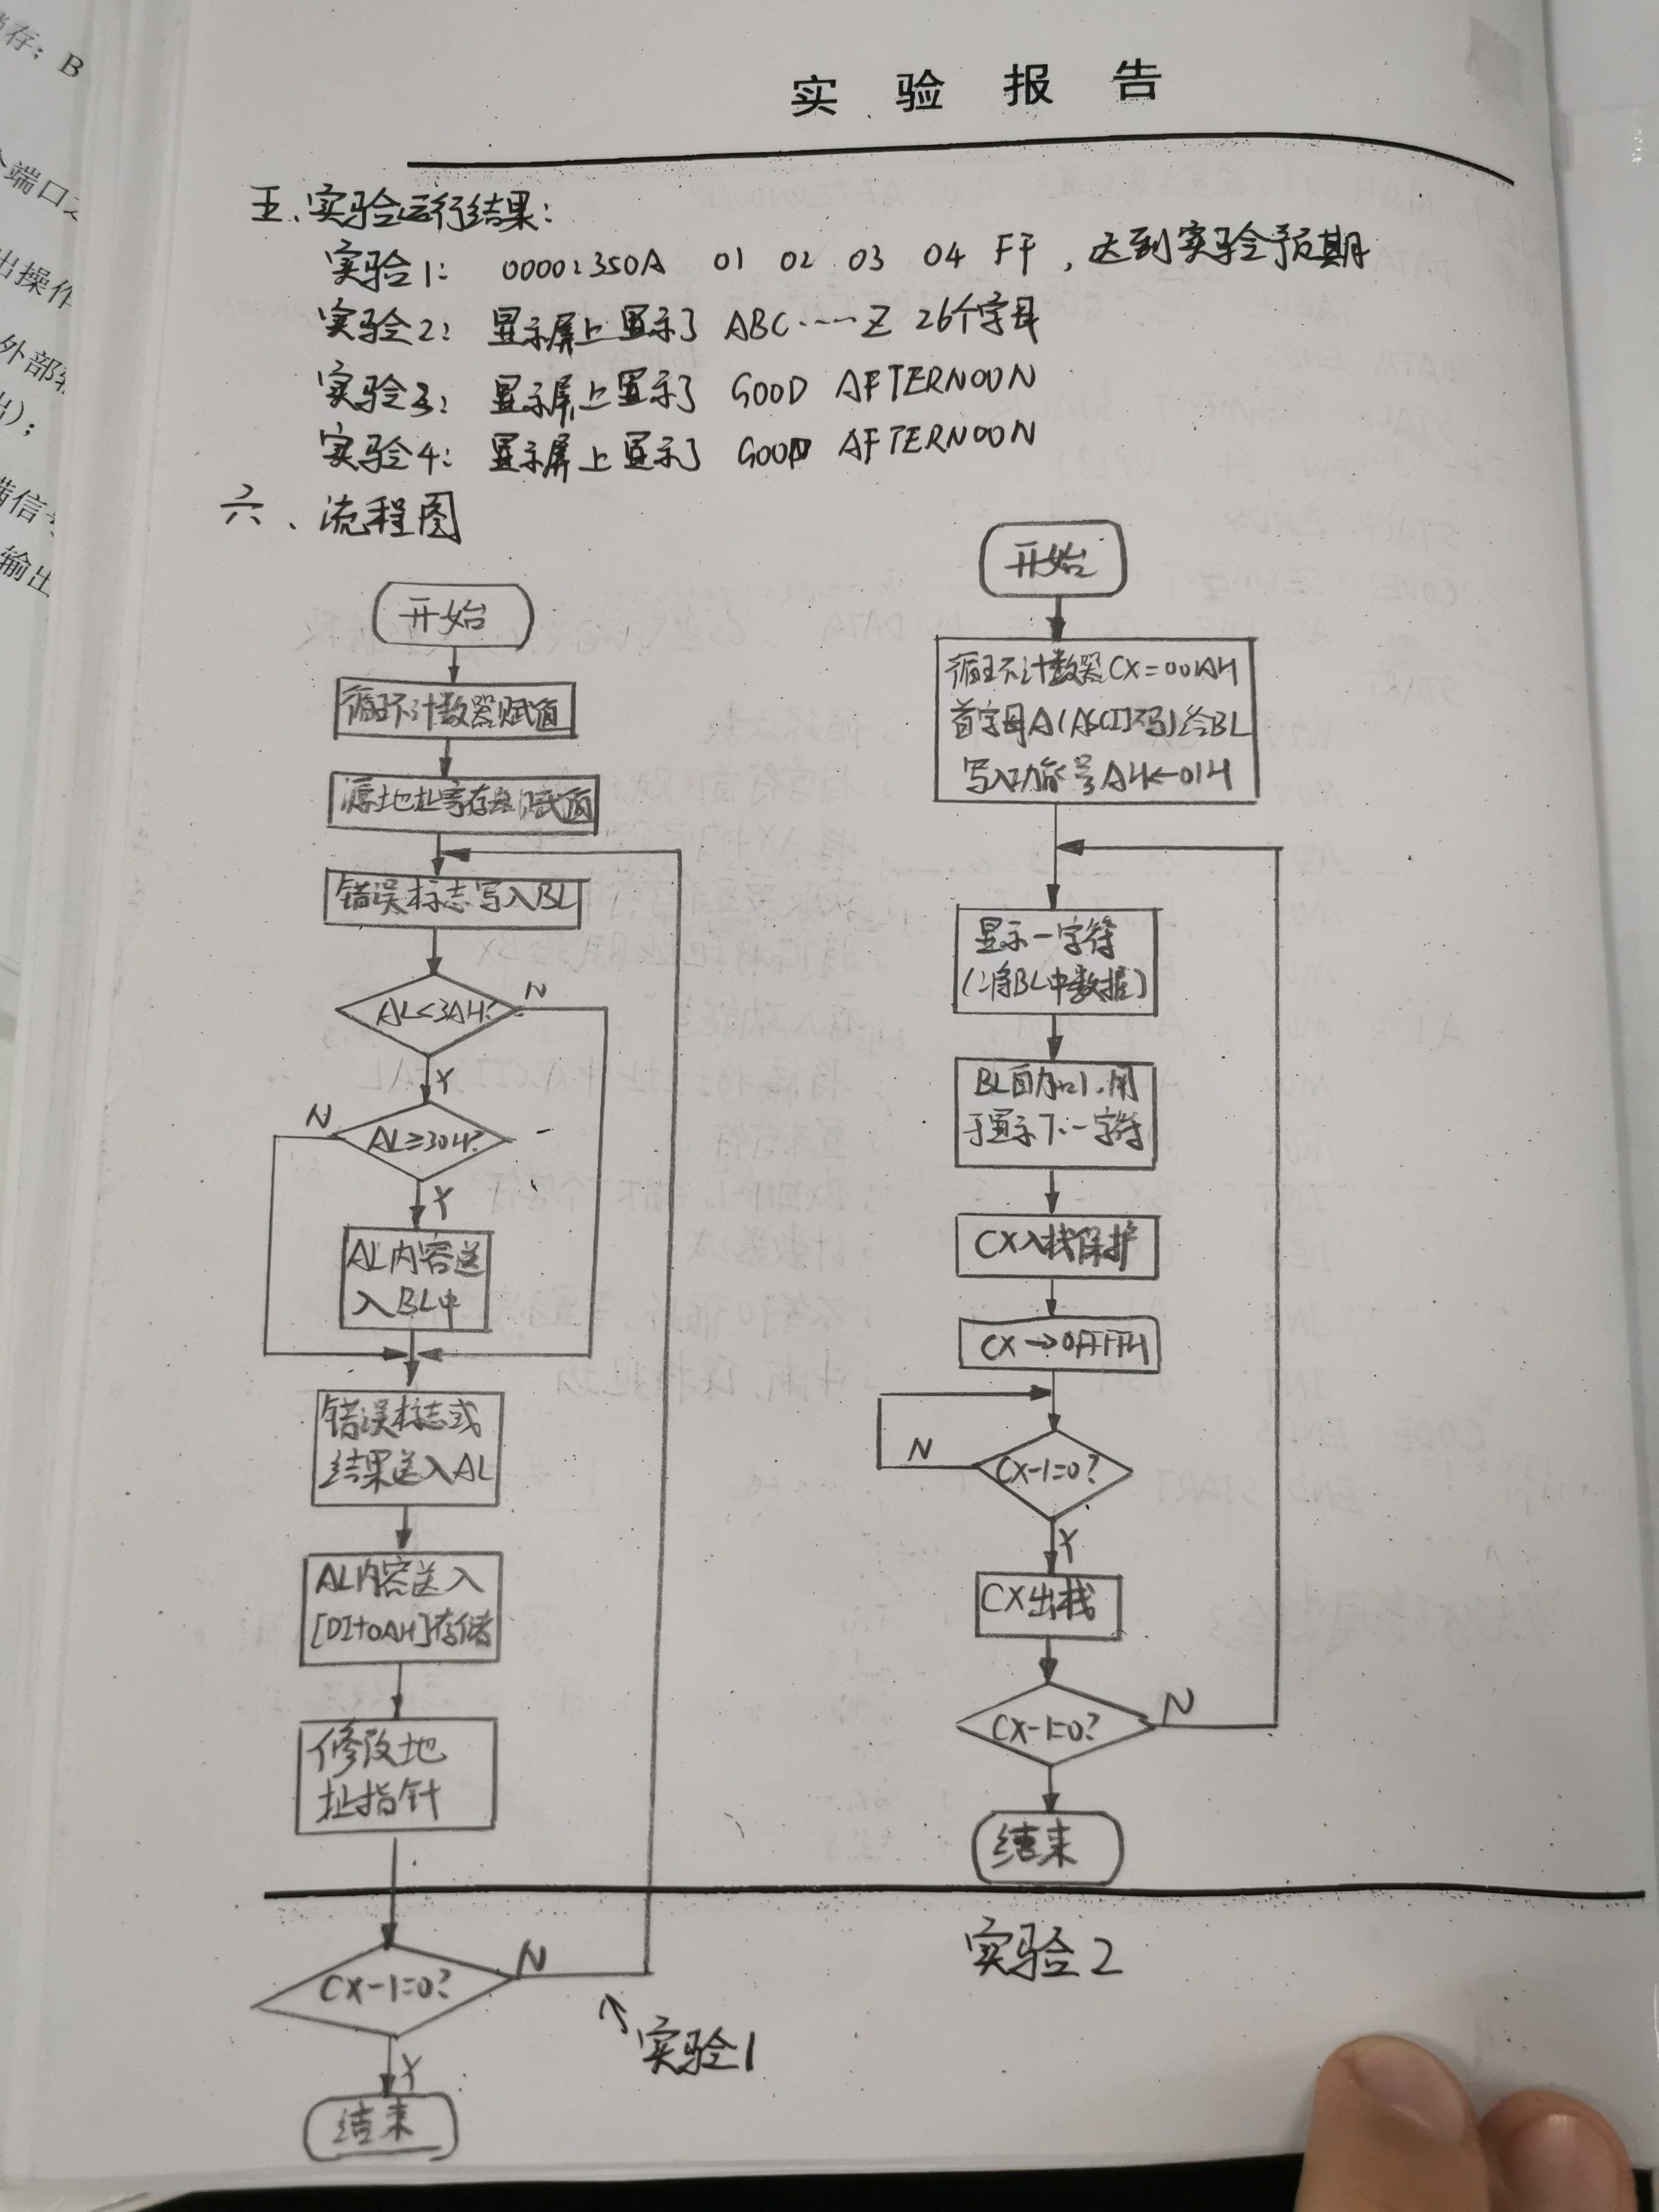 实验报告
五、实验运行结果:
实验1: 00002350A 01 02 03 04 FF,达到实验预期
实验2: 显示屏上显示了 ABC……Z 26个字母
实验3: 显示屏上显示了 GOOD AFTERNOON
实验4: 显示屏上显示了 GOOD AFTERNOON
六、流程图
开始
循环计数器赋值
源地址寄存器赋值
错误标志写入BL
AL<3AH?
N
Y
AL≥30H?
N
Y
AL内容送
入BL中
错误标志或
结果送入AL
AL内容送入
[DI+0AH]存储
修改地
址指针
CX-1=0?
N
Y
结束
↑实验1
开始
循环计数器CX=001AH
首字母A(ASCII码)给BL
写入功能号AH←01H
显示一字符
(将BL中数据)
BL自加1,用
于显示下一字符
CX入栈保护
CX→0FFFFH
CX-1=0?
N
Y
CX出栈
CX-1=0?
N
结束
实验2
存; B
端口
出操作
外部
出);
满信
输出